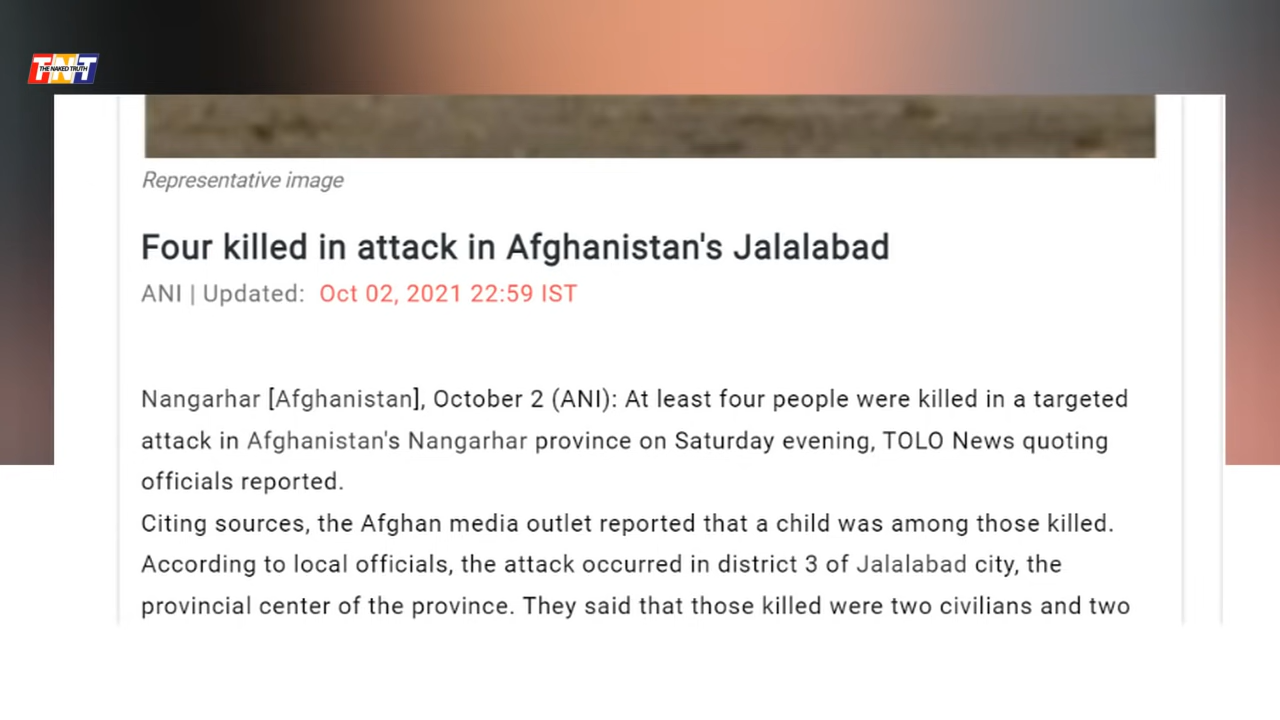 TNT
THE NAKED TRUTH
Representative image
Four killed in attack in Afghanistan's Jalalabad
ANI | Updated: Oct 02, 2021 22:59 IST
Nangarhar [Afghanistan], October 2 (ANI): At least four people were killed in a targeted
attack in Afghanistan's Nangarhar province on Saturday evening, TOLO News quoting
officials reported.
Citing sources, the Afghan media outlet reported that a child was among those killed.
According to local officials, the attack occurred in district 3 of Jalalabad city, the
provincial center of the province. They said that those killed were two civilians and two